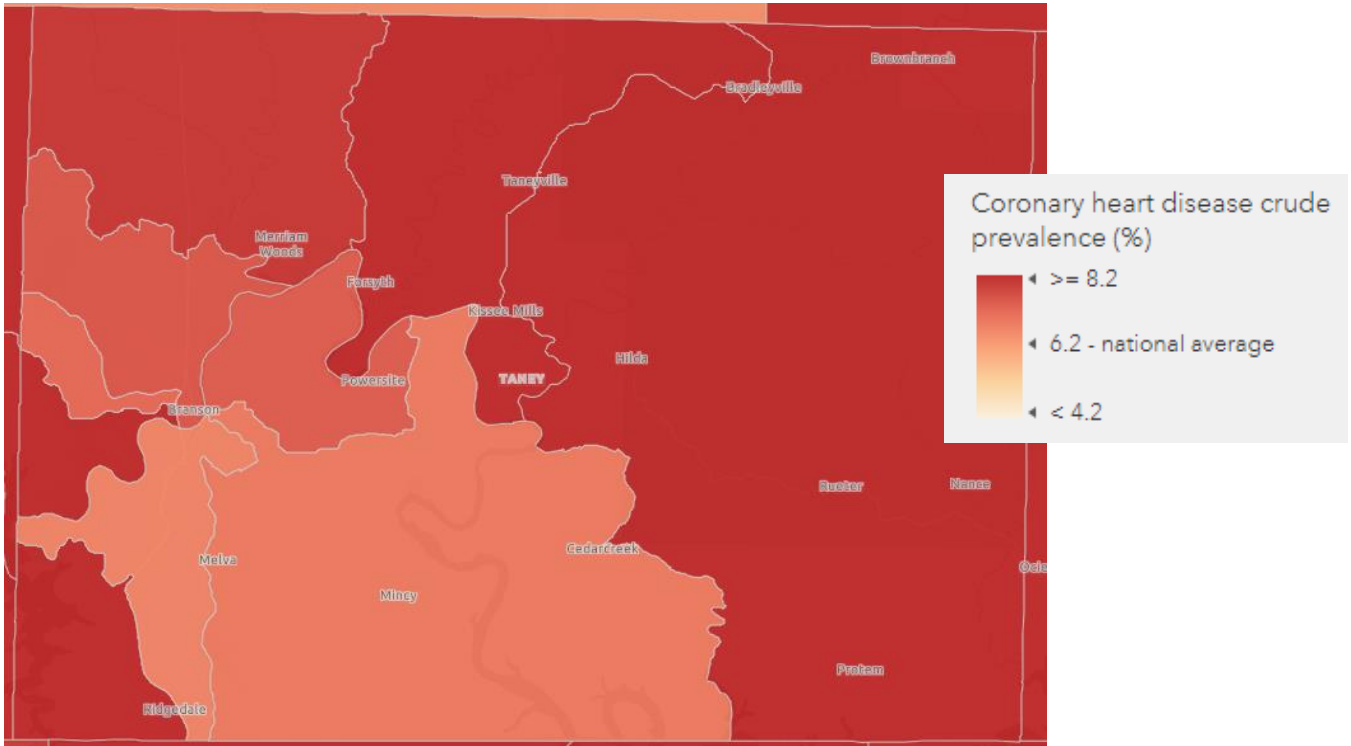 Brownbranch
Bradleyville
Taneyville
Merriam
Woods
Forsyth
Kissee Mills
Hilda
Powersite
TANEY
Branson
Rueter
Nance
Cedarcreek
Melva
Ocie
Mincy
Protem
Ridgedale
Coronary heart disease crude
prevalence (%)
>= 8.2
6.2 - national average
< 4.2